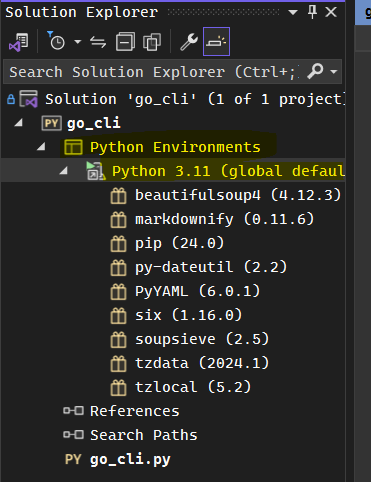 Solution Explorer
Search Solution Explorer (Ctrl+;)
Solution 'go_cli' (1 of 1 project)
PY go_cli
Python Environments
Python 3.11 (global defaul
beautifulsoup4 (4.12.3)
markdownify (0.11.6)
pip (24.0)
py-dateutil (2.2)
PyYAML (6.0.1)
six (1.16.0)
soupsieve (2.5)
tzdata (2024.1)
tzlocal (5.2)
References
Search Paths
PY go_cli.py